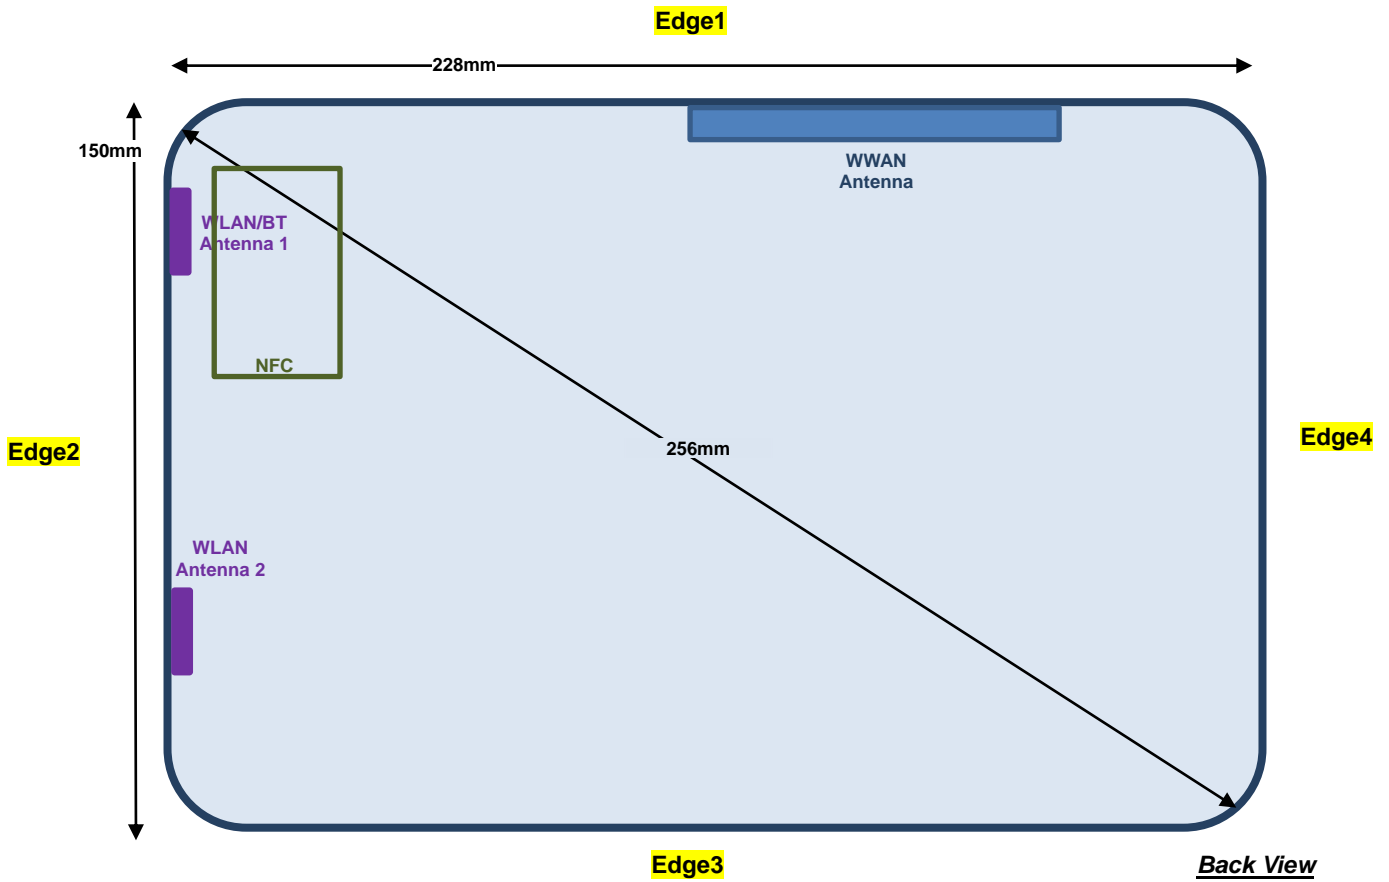 Edge1
228mm
150mm
WWAN
Antenna
WLAN/BT
Antenna 1
NFC
Edge2
256mm
Edge4
WLAN
Antenna 2
Edge3
Back View